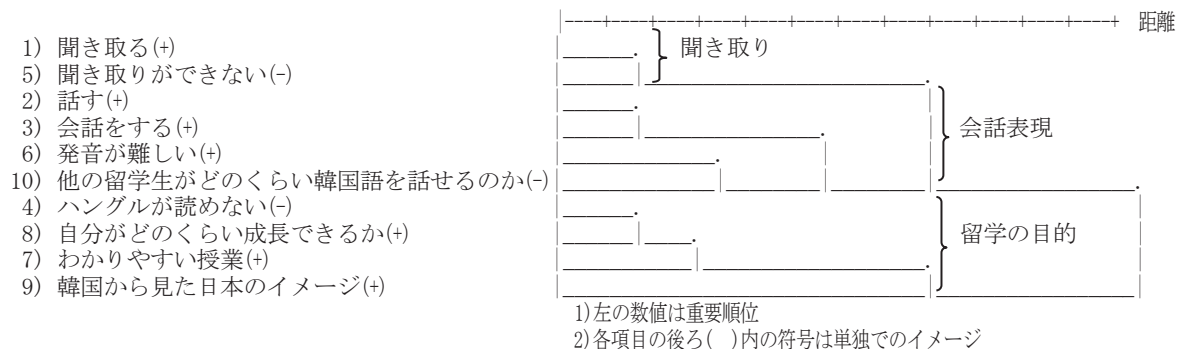 |----+----+----+----+----+----+----+----+----+----+----+----+ 距離
1) 聞き取る(+)
聞き取り
5) 聞き取りができない(-)
2) 話す(+)
3) 会話をする(+)
会話表現
6) 発音が難しい(+)
10) 他の留学生がどのくらい韓国語を話せるのか(-)
4) ハングルが読めない(-)
8) 自分がどのくらい成長できるか(+)
留学の目的
7) わかりやすい授業(+)
9) 韓国から見た日本のイメージ(+)
1)左の数値は重要順位
2)各項目の後ろ( )内の符号は単独でのイメージ